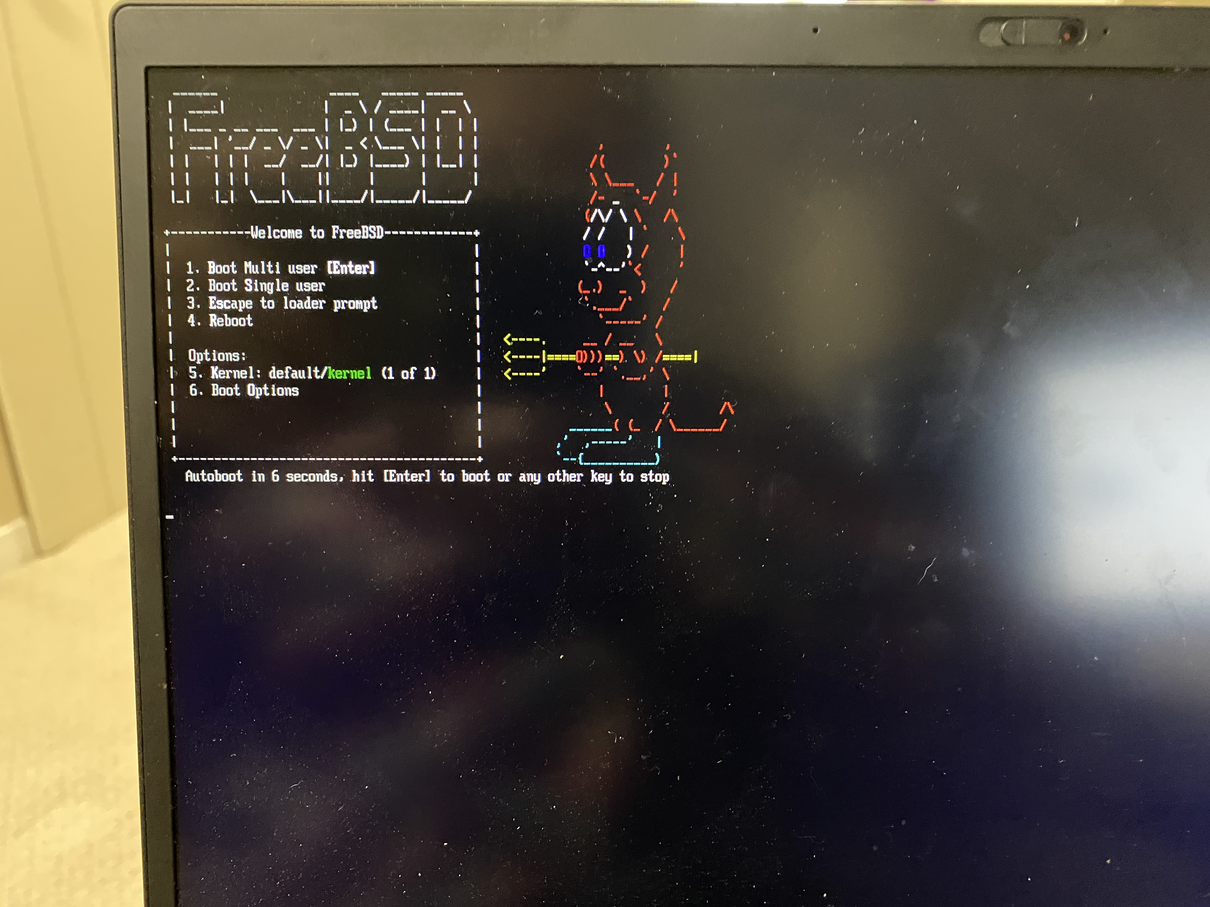 FreeBSD
Welcome to FreeBSD
1. Boot Multi user [Enter]
2. Boot Single user
3. Escape to loader prompt
4. Reboot
Options:
5. Kernel: default/kernel (1 of 1)
6. Boot Options
Autoboot in 6 seconds, hit [Enter] to boot or any other key to stop